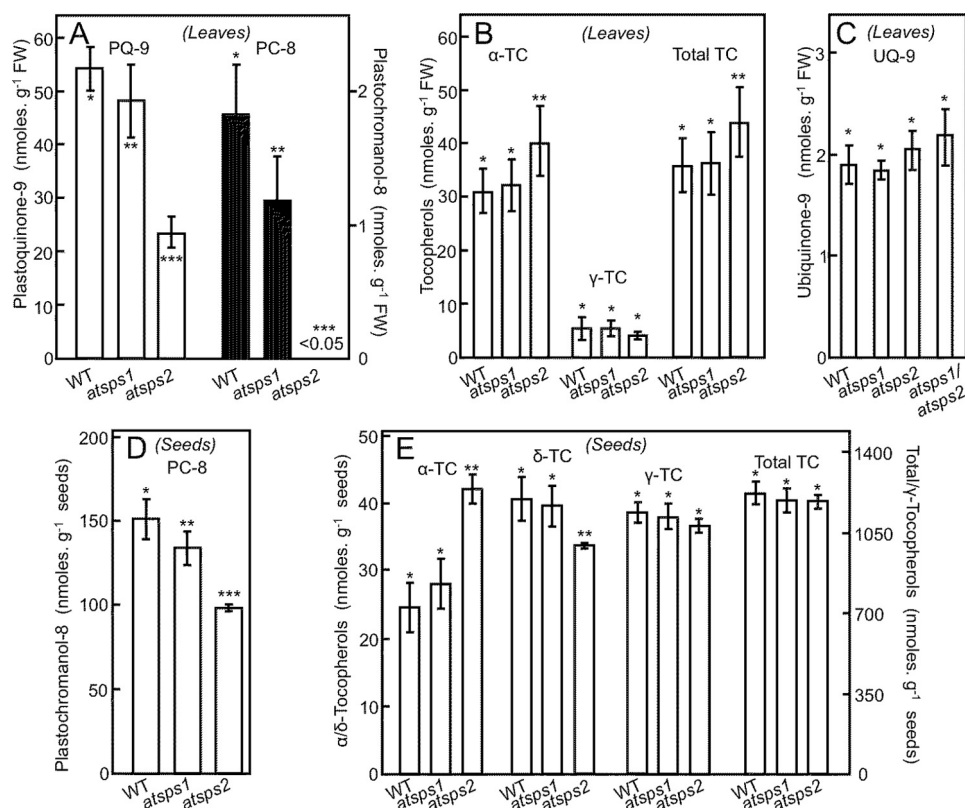 A
(Leaves)
PQ-9
PC-8
Plastoquinone-9 (nmoles. g-1 FW)
60
50
40
30
20
10
0
*
**
***
*
**
***
<0.05
2
1
0
Plastochromanol-8 (nmoles. g-1 FW)
WT
atsps1
atsps2
WT
atsps1
atsps2
B
(Leaves)
α-TC
Total TC
γ-TC
Tocopherols (nmoles. g-1 FW)
60
50
40
30
20
10
0
*
*
**
*
*
*
*
*
**
WT
atsps1
atsps2
WT
atsps1
atsps2
WT
atsps1
atsps2
C
(Leaves)
UQ-9
Ubiquinone-9 (nmoles. g-1 FW)
3
2
1
0
*
*
*
*
WT
atsps1
atsps2
atsps1/
atsps2
D
(Seeds)
PC-8
Plastochromanol-8 (nmoles. g-1 seeds)
200
150
100
50
0
*
**
***
WT
atsps1
atsps2
E
(Seeds)
α-TC
δ-TC
γ-TC
Total TC
α/δ-Tocopherols (nmoles. g-1 seeds)
50
40
30
20
10
0
*
*
**
*
*
**
*
*
*
*
*
*
1400
1050
700
350
0
Total/γ-Tocopherols (nmoles. g-1 seeds)
WT
atsps1
atsps2
WT
atsps1
atsps2
WT
atsps1
atsps2
WT
atsps1
atsps2